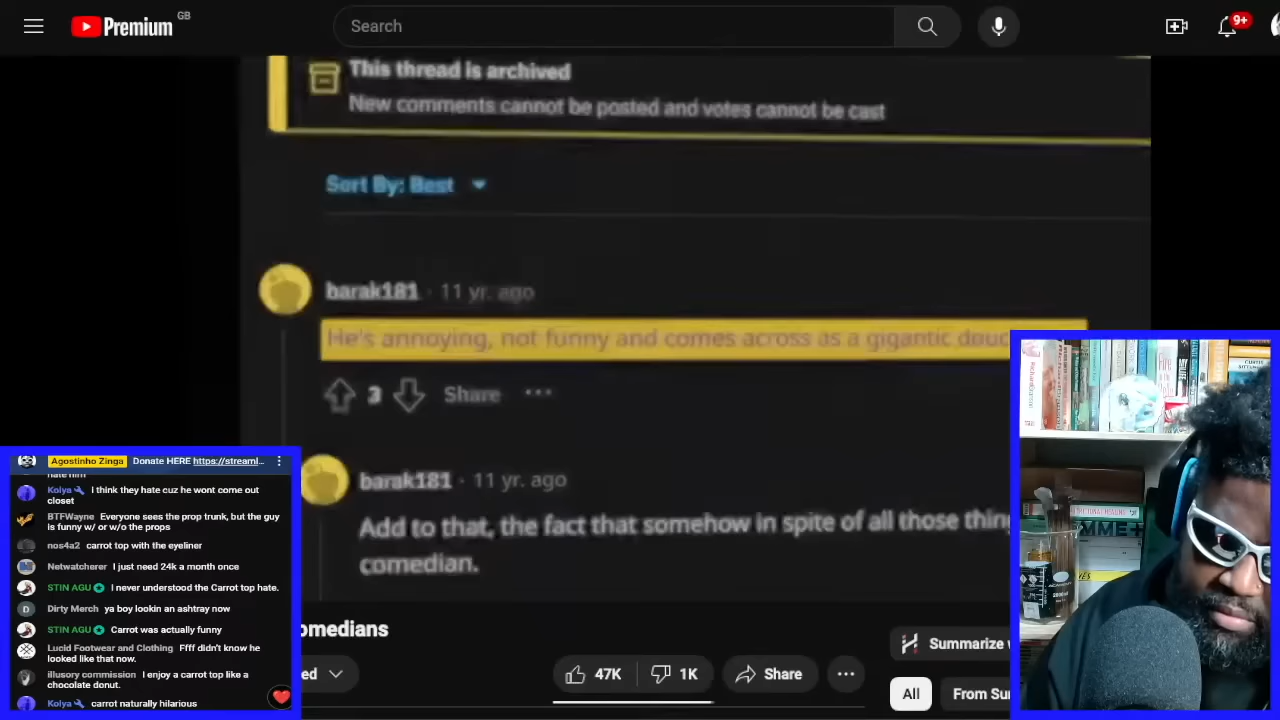 Premium GB
Search
9+
This thread is archived
New comments cannot be posted and votes cannot be cast
Sort By: Best
barak181 · 11 yr. ago
He's annoying, not funny and comes across as a gigantic
3 Share
barak181 · 11 yr. ago
Add to that, the fact that somehow in spite of all those
comedian.
omedians
47K 1K Share
Summarize
All From
Agostinho Zinga Donate HERE https://streaml...
Kolya I think they hate cuz he wont come out
closet
BTFWayne Everyone sees the prop trunk, but the guy
is funny w/ or w/o the props
nos4a2 carrot top with the eyeliner
Netwatcherer I just need 24k a month once
STIN AGU I never understood the Carrot top hate.
Dirty Merch ya boy lookin an ashtray now
STIN AGU Carrot was actually funny
Lucid Footwear and Clothing Ffff didn't know he
looked like that now.
illusory commission I enjoy a carrot top like a
chocolate donut.
Kolya carrot naturally hilarious